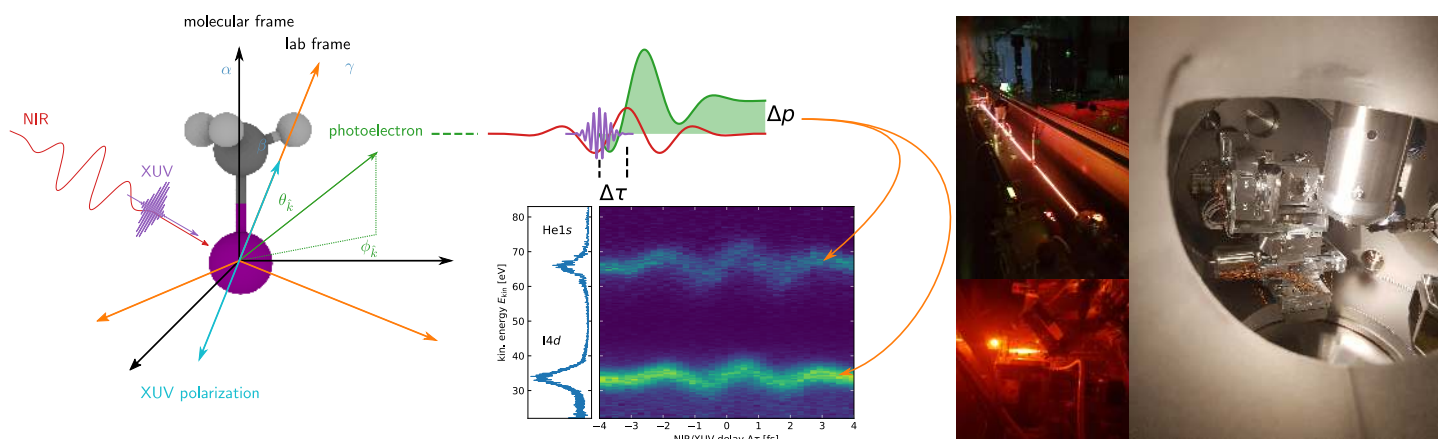 molecular frame
lab frame
α
γ
NIR
XUV
β
photoelectron
θk̂
ϕk̂
XUV polarization
Δp
Δτ
He1s
I4d
kin. energy Ekin [eV]
80
70
60
50
40
30
−4
−3
−2
−1
0
1
2
3
4
NIR/XUV delay Δτ [fs]